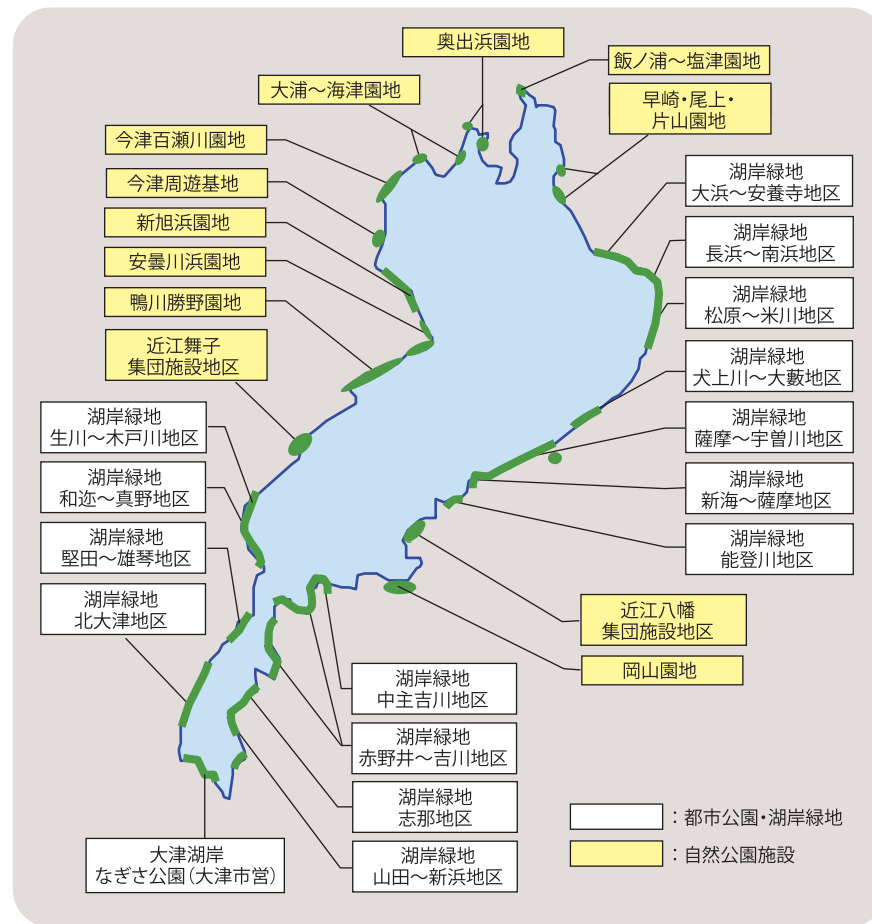 奥出浜園地
飯ノ浦～塩津園地
大浦～海津園地
早崎・尾上・
片山園地
今津百瀬川園地
今津周遊基地
新旭浜園地
安曇川浜園地
鴨川勝野園地
近江舞子
集団施設地区
湖岸緑地
生川～木戸川地区
湖岸緑地
和迩～真野地区
湖岸緑地
堅田～雄琴地区
湖岸緑地
北大津地区
湖岸緑地
大浜～安養寺地区
湖岸緑地
長浜～南浜地区
湖岸緑地
松原～米川地区
湖岸緑地
犬上川～大藪地区
湖岸緑地
薩摩～宇曽川地区
湖岸緑地
新海～薩摩地区
湖岸緑地
能登川地区
近江八幡
集団施設地区
岡山園地
湖岸緑地
中主吉川地区
湖岸緑地
赤野井～吉川地区
湖岸緑地
志那地区
湖岸緑地
山田～新浜地区
大津湖岸
なぎさ公園（大津市営）
：都市公園・湖岸緑地
：自然公園施設